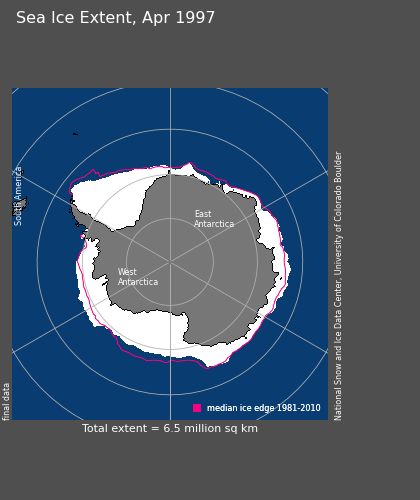 Sea Ice Extent, Apr 1997
South America
East
Antarctica
West
Antarctica
National Snow and Ice Data Center, University of Colorado Boulder
final data
median ice edge 1981-2010
Total extent = 6.5 million sq km